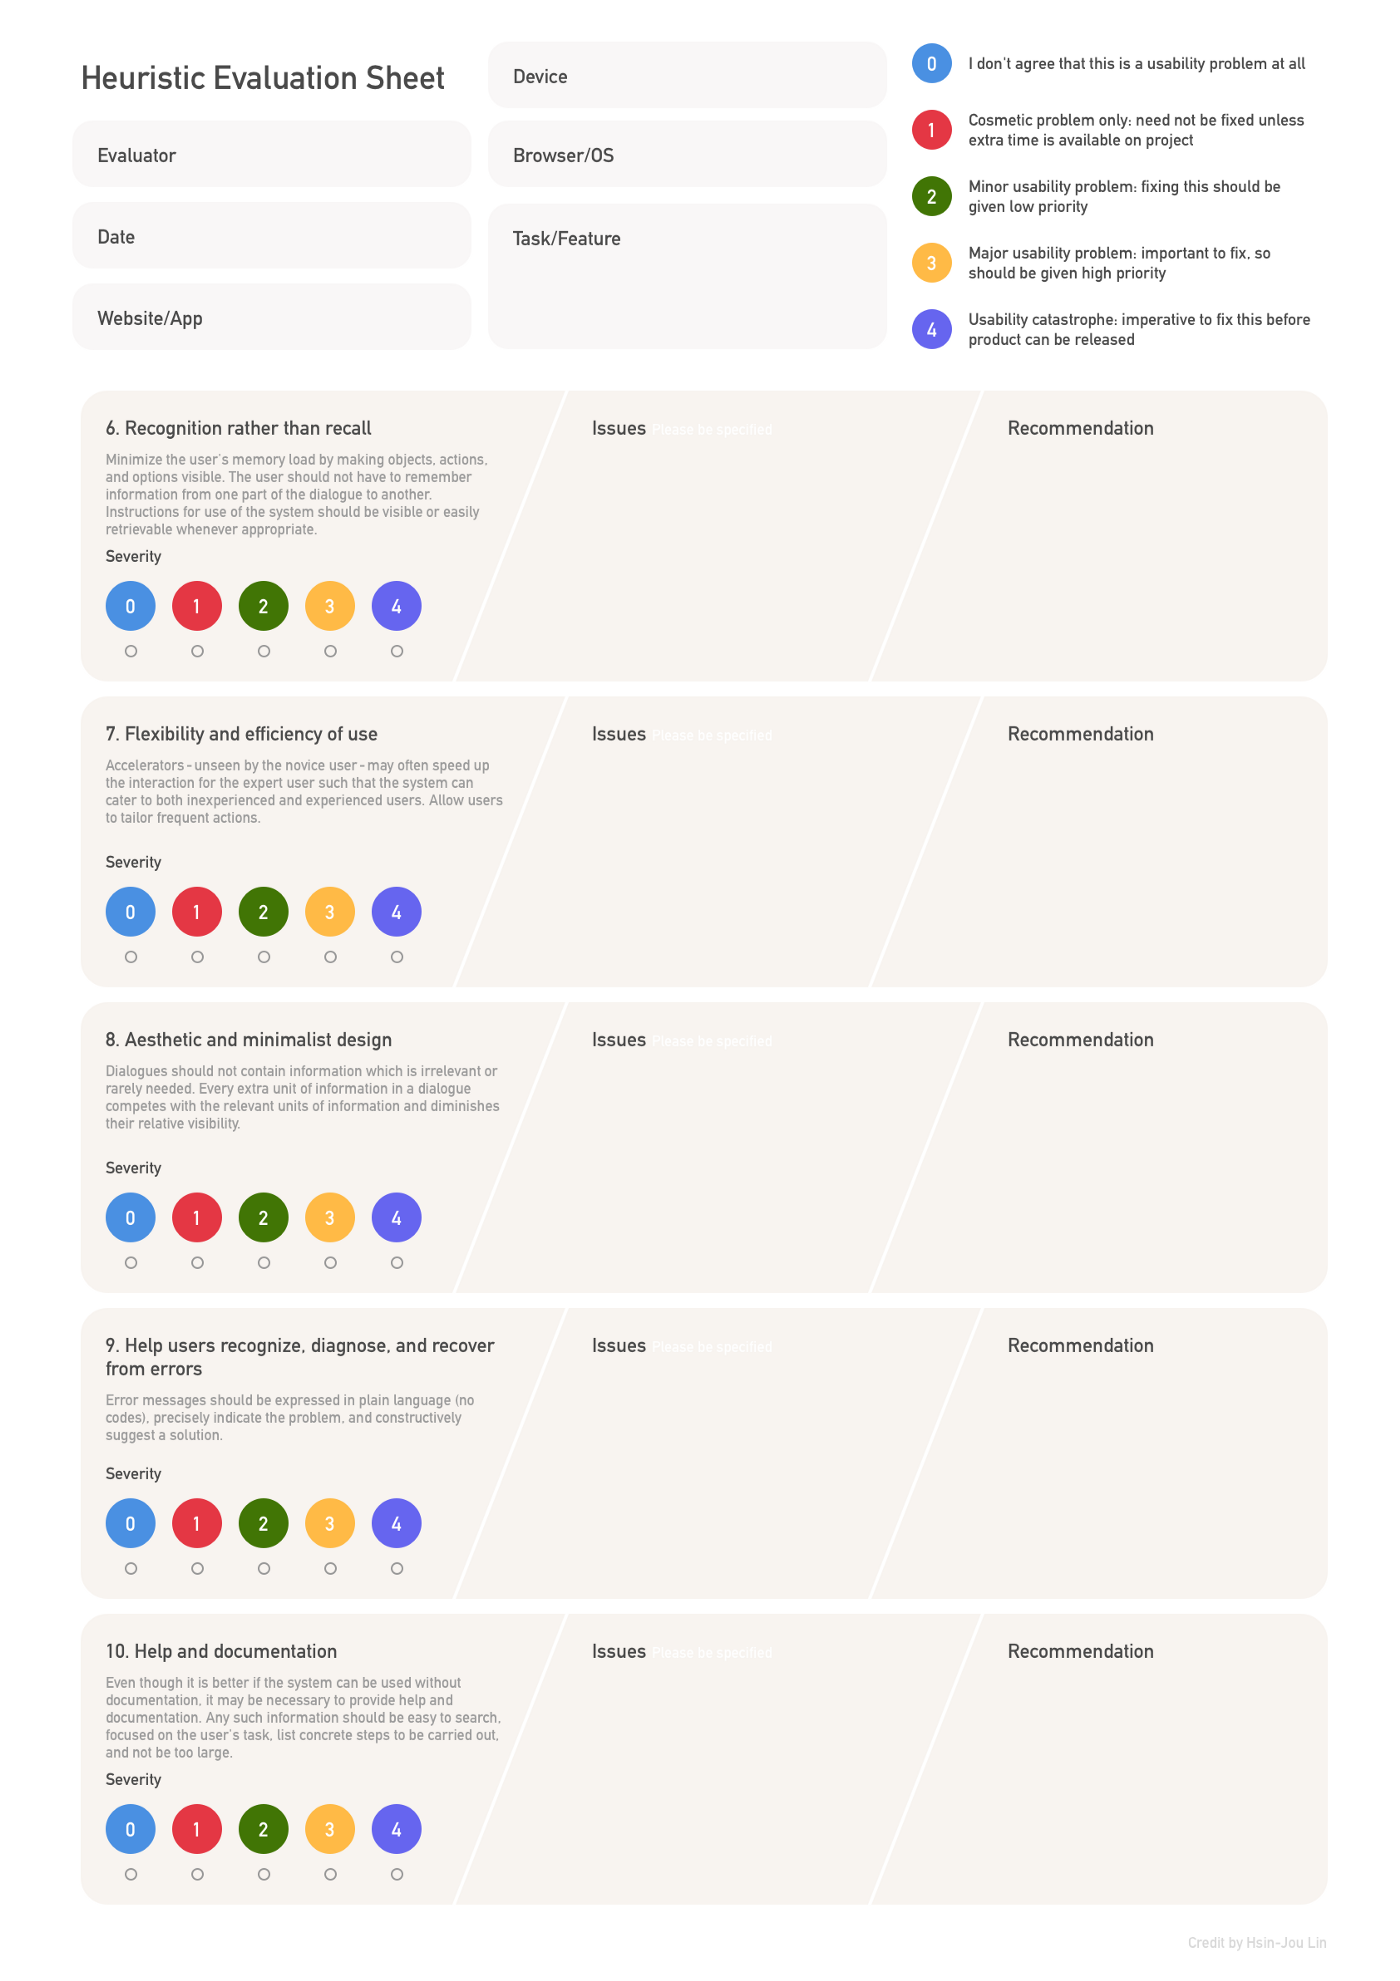 Heuristic Evaluation Sheet
Evaluator
Date
Website/App
Device
Browser/OS
Task/Feature
0 I don't agree that this is a usability problem at all
1 Cosmetic problem only: need not be fixed unless
extra time is available on project
2 Minor usability problem: fixing this should be
given low priority
3 Major usability problem: important to fix, so
should be given high priority
4 Usability catastrophe: imperative to fix this before
product can be released
6. Recognition rather than recall
Minimize the user's memory load by making objects, actions,
and options visible. The user should not have to remember
information from one part of the dialogue to another.
Instructions for use of the system should be visible or easily
retrievable whenever appropriate.
Severity
0 1 2 3 4
Issues Please be specified
Recommendation
7. Flexibility and efficiency of use
Accelerators - unseen by the novice user - may often speed up
the interaction for the expert user such that the system can
cater to both inexperienced and experienced users. Allow users
to tailor frequent actions.
Severity
0 1 2 3 4
Issues Please be specified
Recommendation
8. Aesthetic and minimalist design
Dialogues should not contain information which is irrelevant or
rarely needed. Every extra unit of information in a dialogue
competes with the relevant units of information and diminishes
their relative visibility.
Severity
0 1 2 3 4
Issues Please be specified
Recommendation
9. Help users recognize, diagnose, and recover
from errors
Error messages should be expressed in plain language (no
codes), precisely indicate the problem, and constructively
suggest a solution.
Severity
0 1 2 3 4
Issues Please be specified
Recommendation
10. Help and documentation
Even though it is better if the system can be used without
documentation, it may be necessary to provide help and
documentation. Any such information should be easy to search,
focused on the user's task, list concrete steps to be carried out,
and not be too large.
Severity
0 1 2 3 4
Issues Please be specified
Recommendation
Credit by Hsin-Jou Lin